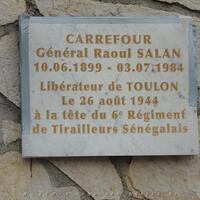 CARREFOUR
Général Raoul SALAN
10.06.1899 - 03.07.1984
Libérateur de TOULON
Le 26 août 1944
à la tête du 6e Régiment
de Tirailleurs Sénégalais